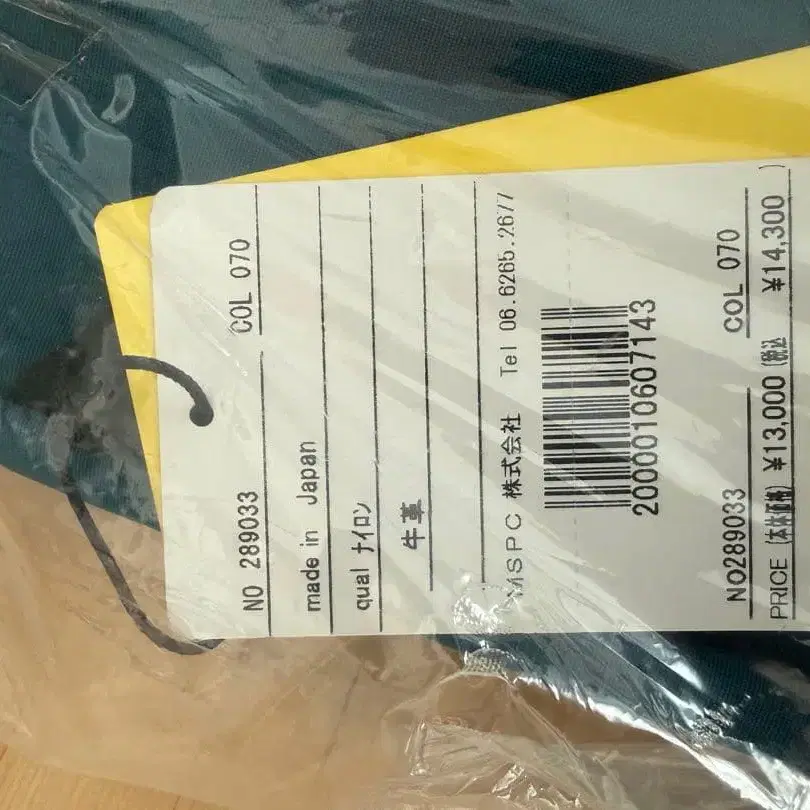 NO 289033 COL 070
made in Japan
qual ナイロン
牛革
MSPC 株式会社 Tel 06.6265.2677
2000010607143
NO289033 COL 070
PRICE (本体価格) ¥13,000 (税込 ¥14,300 )